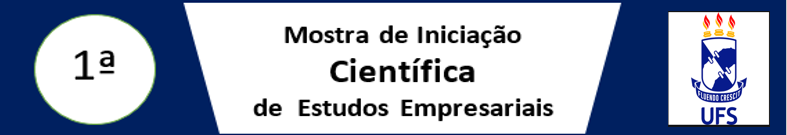 1ª
Mostra de Iniciação
Científica
de Estudos Empresariais
UFS